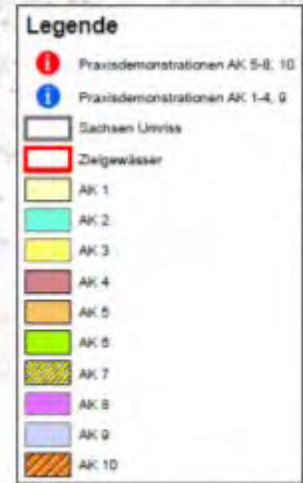 Legende
Praxisdemonstrationen AK 5-8, 10
Praxisdemonstrationen AK 1-4, 9
Sachsen Umriss
Zielgewässer
AK 1
AK 2
AK 3
AK 4
AK 5
AK 6
AK 7
AK 8
AK 9
AK 10